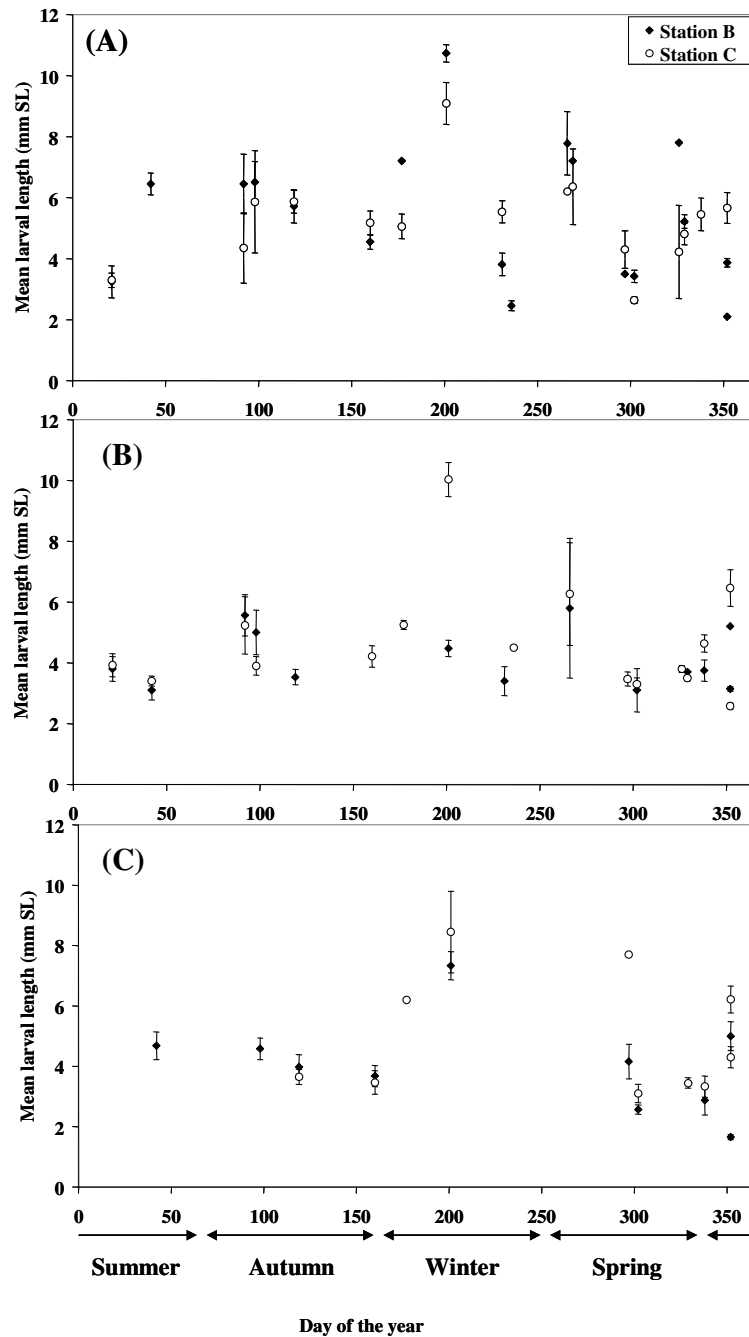 12
10
8
6
4
2
0
Mean larval length (mm SL)
(A)
Station B
Station C
0 50 100 150 200 250 300 350
12
10
8
6
4
2
0
Mean larval length (mm SL)
(B)
0 50 100 150 200 250 300 350
12
10
8
6
4
2
0
Mean larval length (mm SL)
(C)
0 50 100 150 200 250 300 350
Summer Autumn Winter Spring
Day of the year